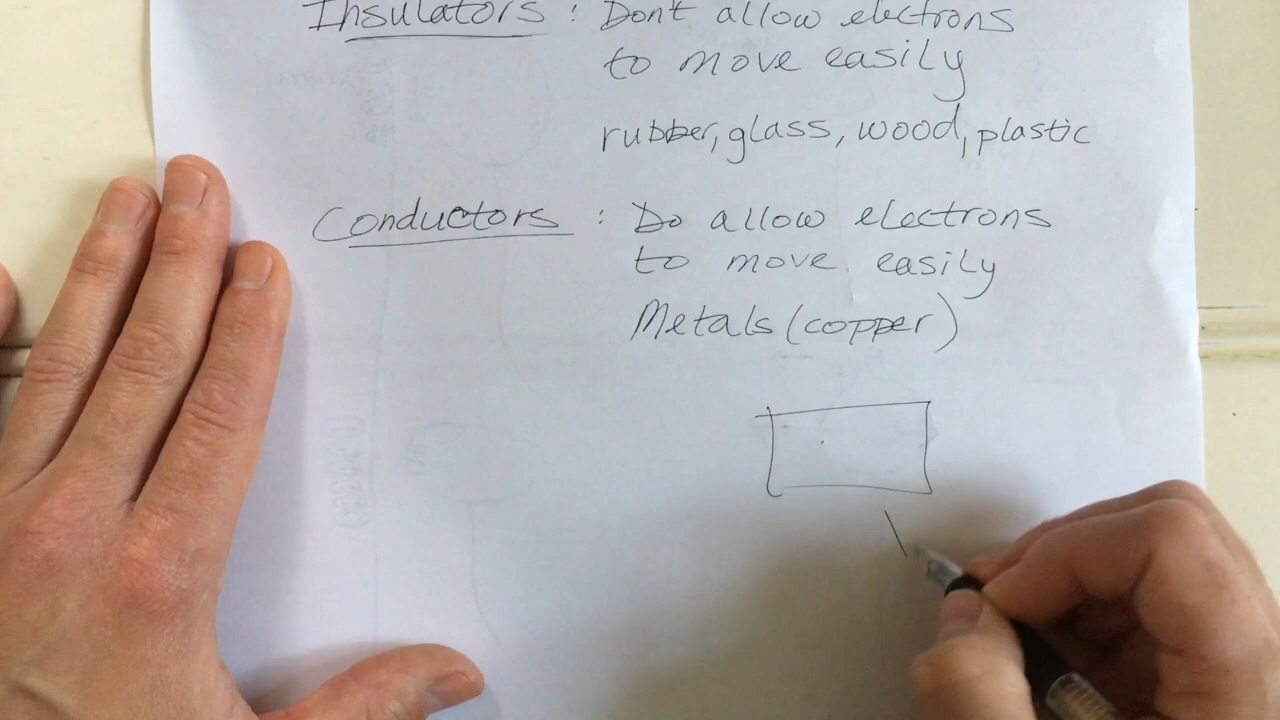 Insulators : Don't allow electrons
to move easily
rubber, glass, wood, plastic
Conductors : Do allow electrons
to move easily
Metals (copper)